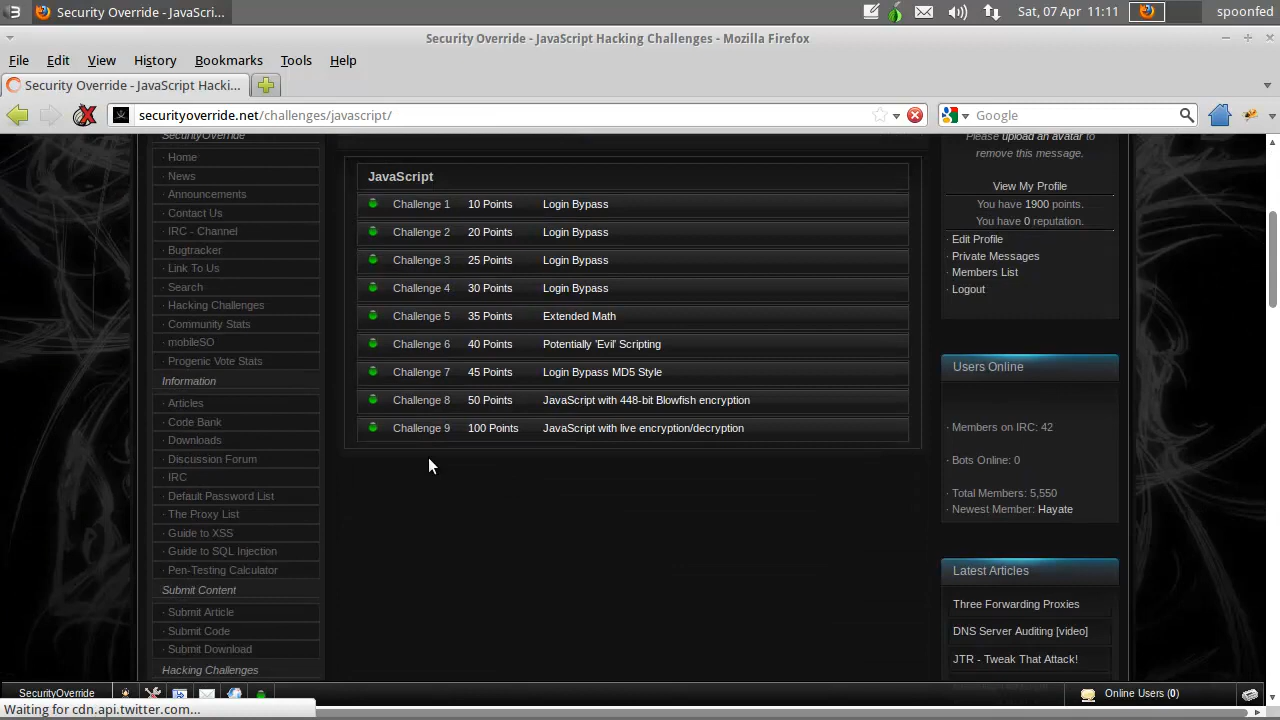 Security Override - JavaScri...
Sat, 07 Apr 11:11
spoonfed
Security Override - JavaScript Hacking Challenges - Mozilla Firefox
File Edit View History Bookmarks Tools Help
Security Override - JavaScript Hacki...
securityoverride.net/challenges/javascript/
Google
SecurityOverride
· Home
· News
· Announcements
· Contact Us
· IRC - Channel
· Bugtracker
· Link To Us
· Search
· Hacking Challenges
· Community Stats
· mobileSO
· Progenic Vote Stats
Information
· Articles
· Code Bank
· Downloads
· Discussion Forum
· IRC
· Default Password List
· The Proxy List
· Guide to XSS
· Guide to SQL Injection
· Pen-Testing Calculator
Submit Content
· Submit Article
· Submit Code
· Submit Download
Hacking Challenges
JavaScript
Challenge 1 10 Points Login Bypass
Challenge 2 20 Points Login Bypass
Challenge 3 25 Points Login Bypass
Challenge 4 30 Points Login Bypass
Challenge 5 35 Points Extended Math
Challenge 6 40 Points Potentially 'Evil' Scripting
Challenge 7 45 Points Login Bypass MD5 Style
Challenge 8 50 Points JavaScript with 448-bit Blowfish encryption
Challenge 9 100 Points JavaScript with live encryption/decryption
Please upload an avatar to
remove this message.
View My Profile
You have 1900 points.
You have 0 reputation.
· Edit Profile
· Private Messages
· Members List
· Logout
Users Online
· Members on IRC: 42
· Bots Online: 0
· Total Members: 5,550
· Newest Member: Hayate
Latest Articles
Three Forwarding Proxies
DNS Server Auditing [video]
JTR - Tweak That Attack!
SecurityOverride
Online Users (0)
Waiting for cdn.api.twitter.com...